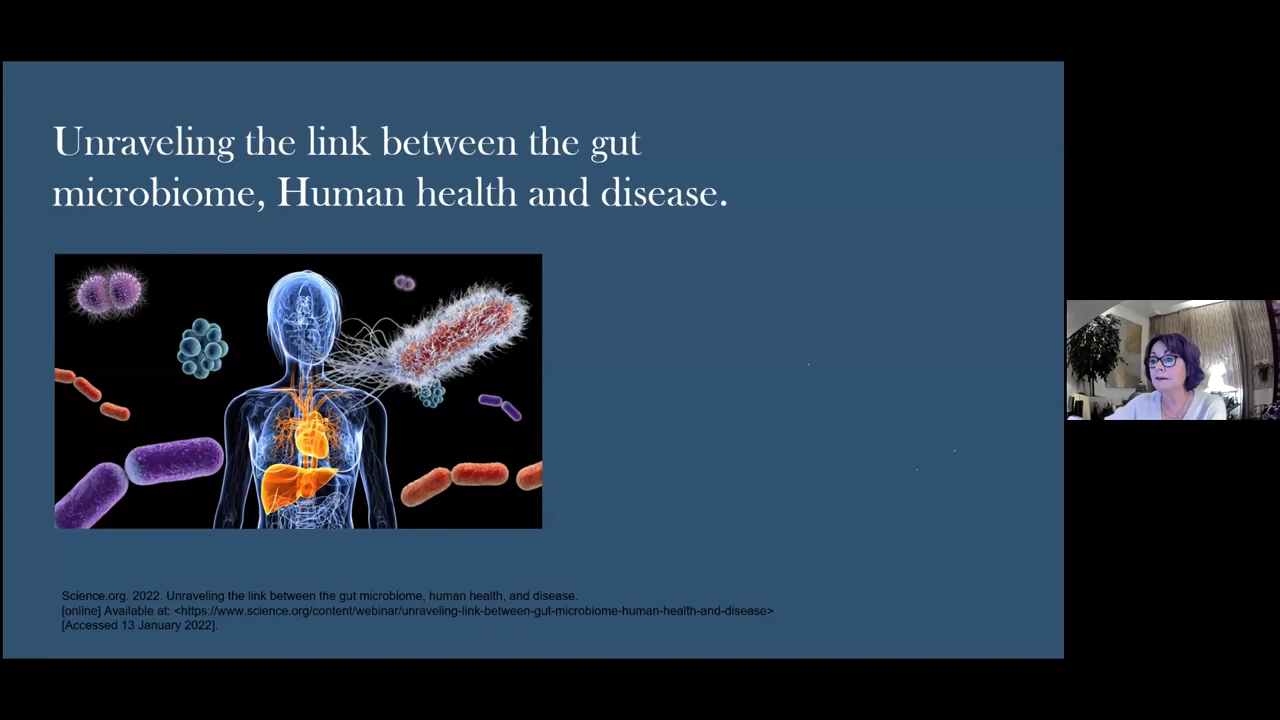 Unraveling the link between the gut
microbiome, Human health and disease.
Science.org. 2022. Unraveling the link between the gut microbiome, human health, and disease.
[online] Available at: <https://www.science.org/content/webinar/unraveling-link-between-gut-microbiome-human-health-and-disease>
[Accessed 13 January 2022].